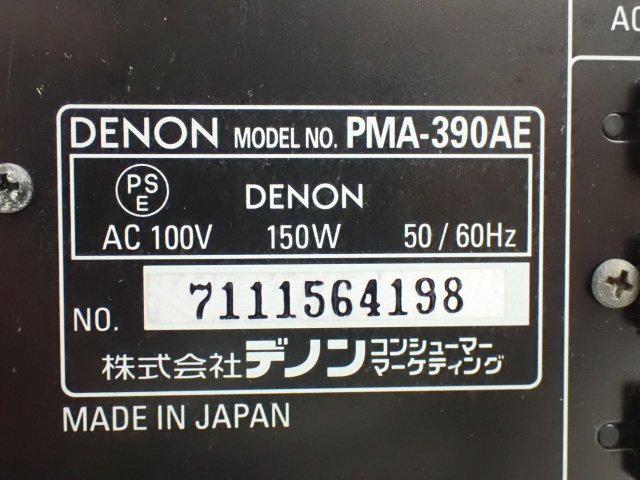 AC
DENON MODEL NO. PMA-390AE
PSE DENON
AC 100V 150W 50 / 60Hz
NO. 7111564198
株式会社デノン コンシューマーマーケティング
MADE IN JAPAN